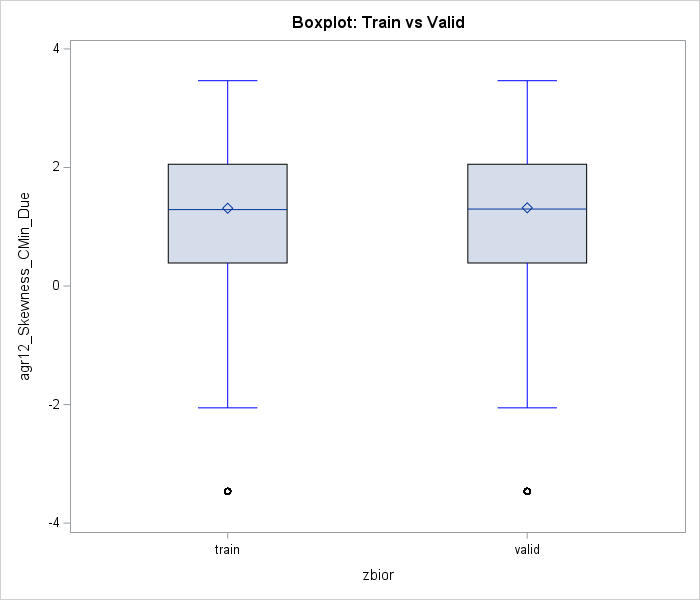 Boxplot: Train vs Valid
agr12_Skewness_CMin_Due
4
2
0
-2
-4
train
valid
zbior